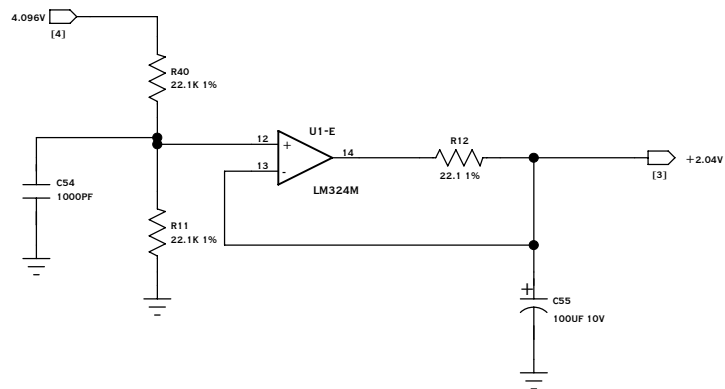 4.096V
[4]
R40
22.1K 1%
U1-E
12
+
13
-
14
LM324M
R12
22.1 1%
+2.04V
[3]
C54
1000PF
R11
22.1K 1%
+
C55
100UF 10V